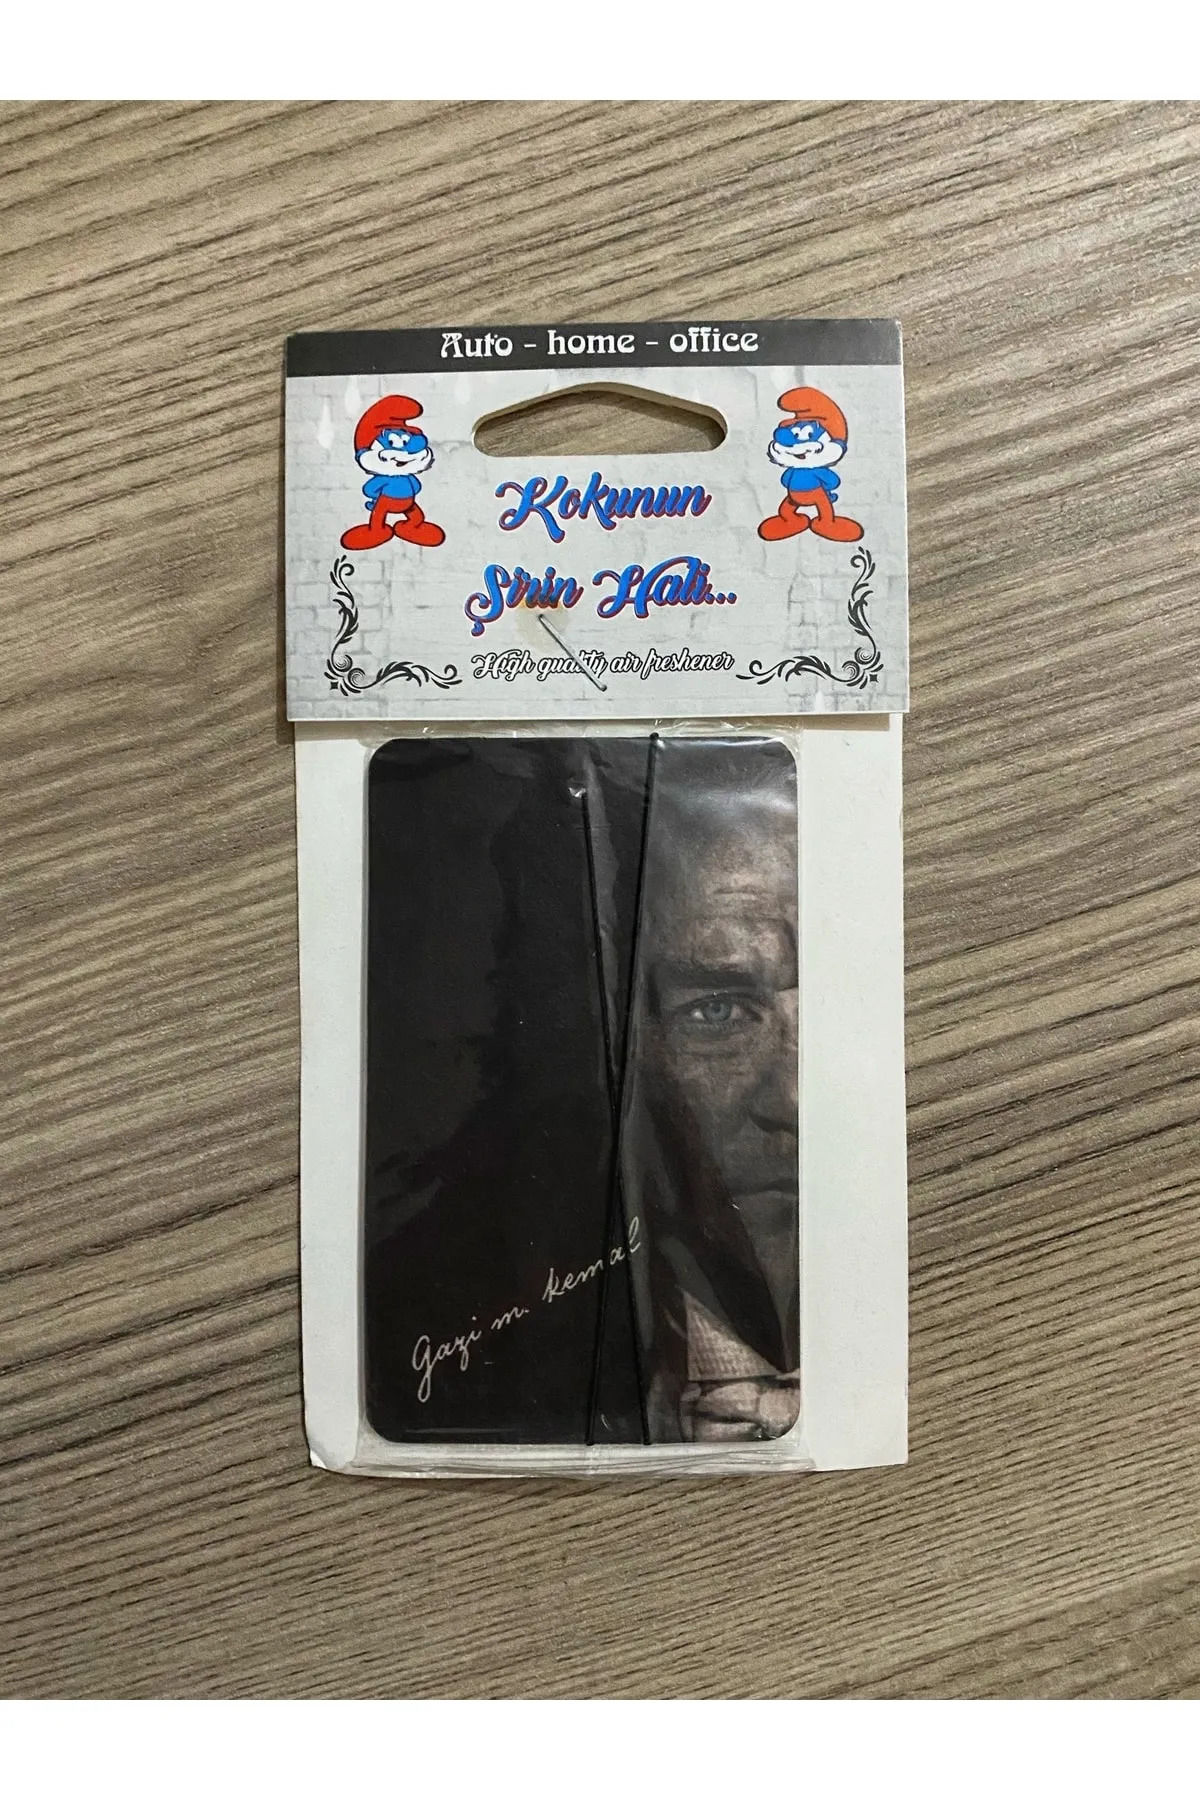 Auto - home - office
Kokunun
Şirin Hali...
High quality air freshener
Gazi m. kemal